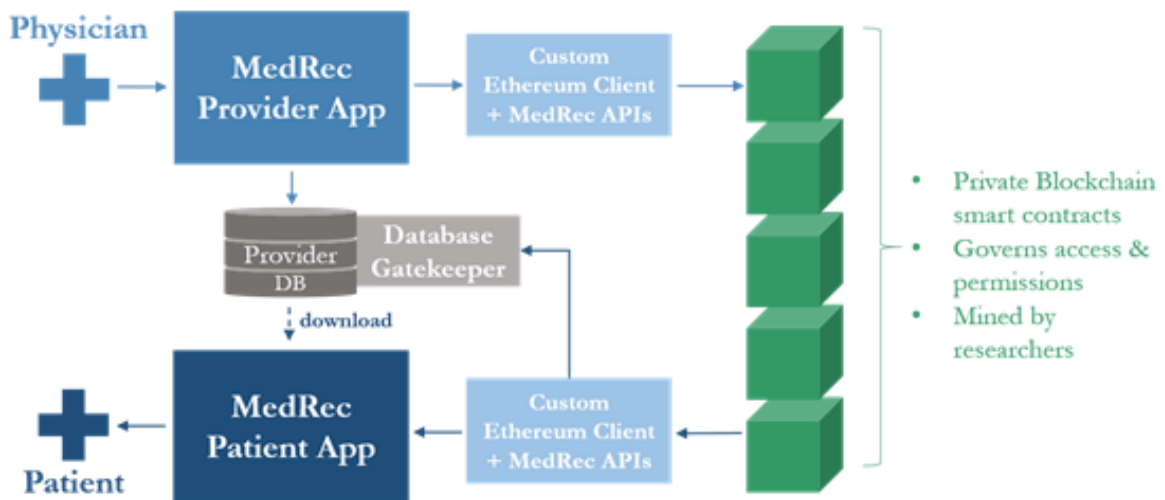 Physician
MedRec
Provider App
Custom
Ethereum Client
+ MedRec APIs
Provider
DB
Database
Gatekeeper
download
• Private Blockchain
smart contracts
• Governs access &
permissions
• Mined by
researchers
MedRec
Patient App
Custom
Ethereum Client
+ MedRec APIs
Patient